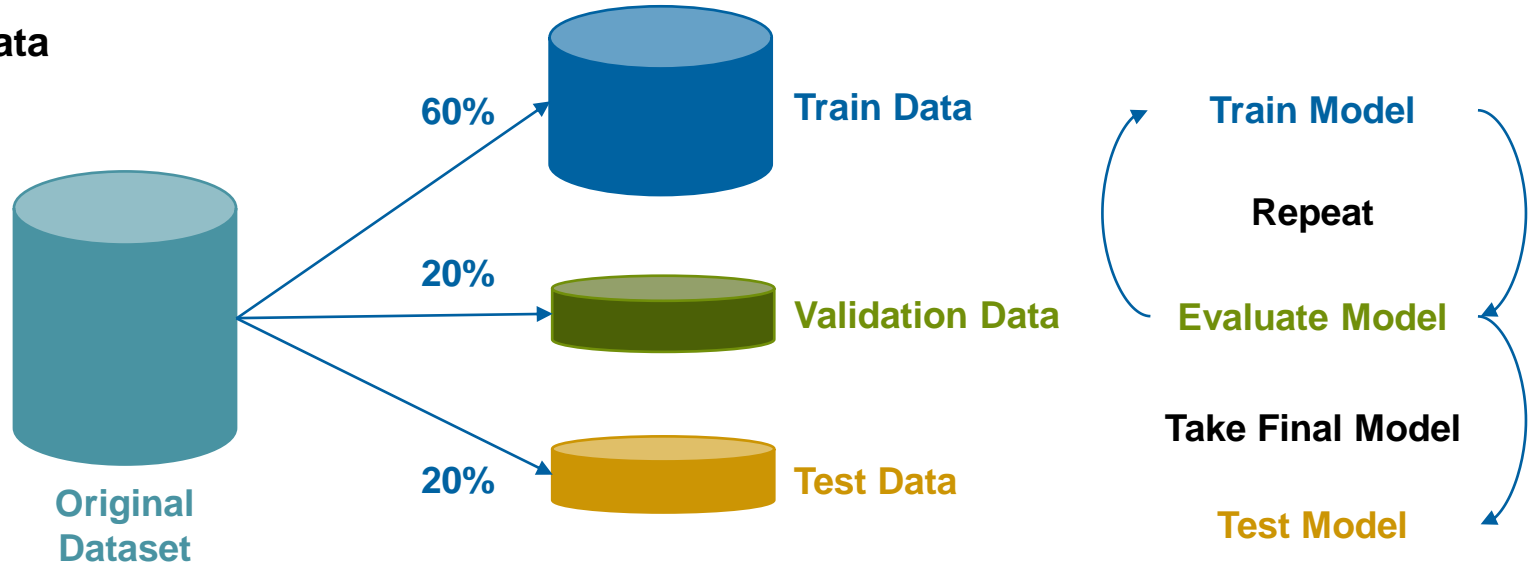 ata
60%
Train Data
Train Model
Repeat
20%
Validation Data
Evaluate Model
Take Final Model
20%
Test Data
Original
Dataset
Test Model